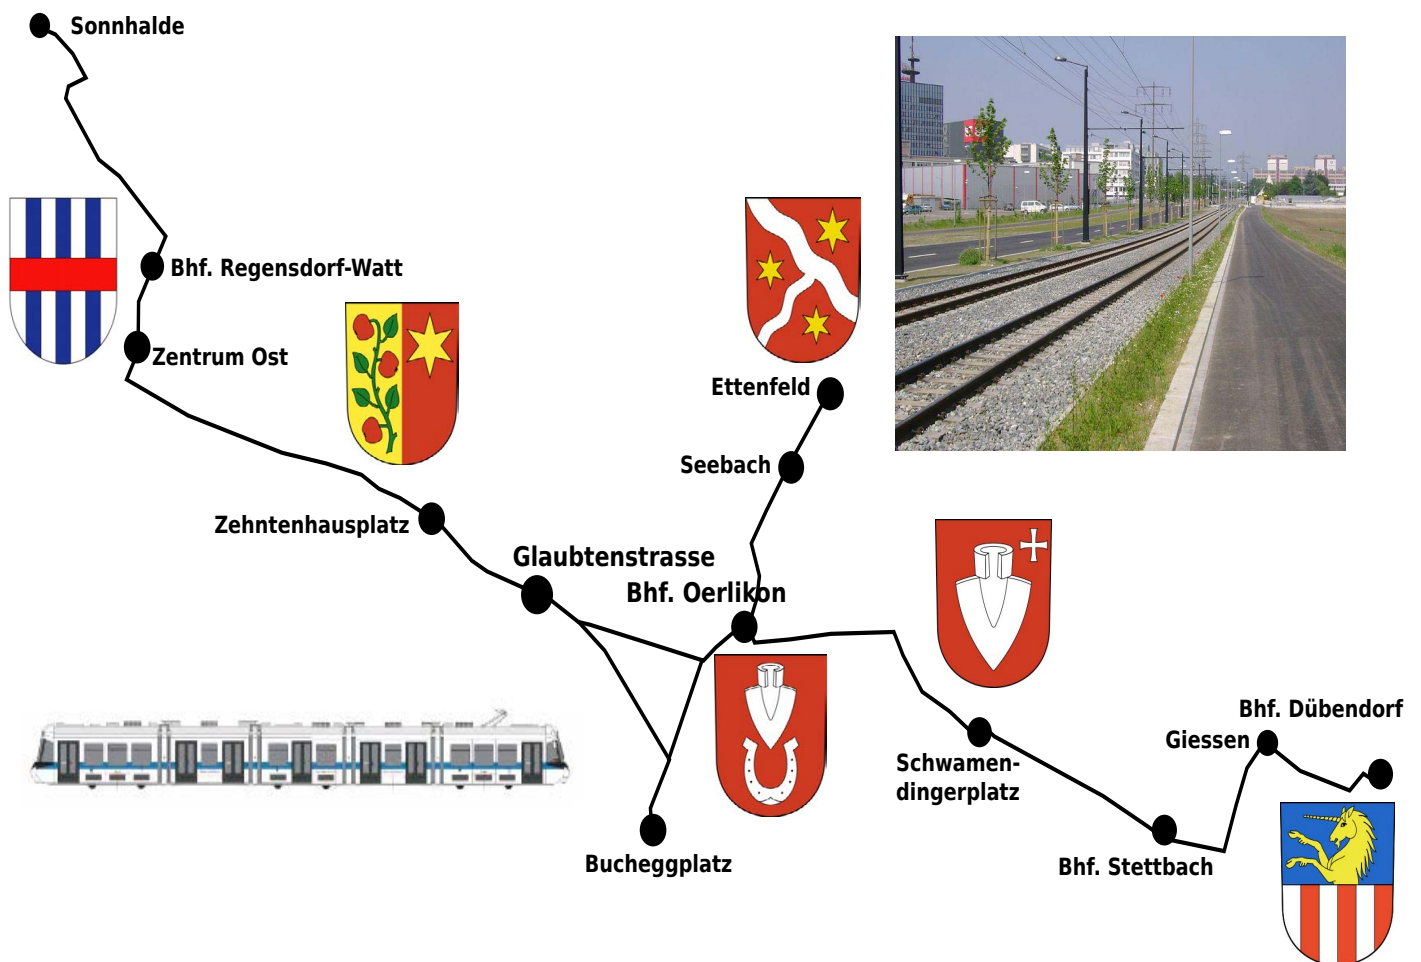 Sonnhalde
Bhf. Regensdorf-Watt
Zentrum Ost
Ettenfeld
Seebach
Zehntenhausplatz
Glaubtenstrasse
Bhf. Oerlikon
Schwamen-
dingerplatz
Bhf. Dübendorf
Giessen
Bhf. Stettbach
Bucheggplatz